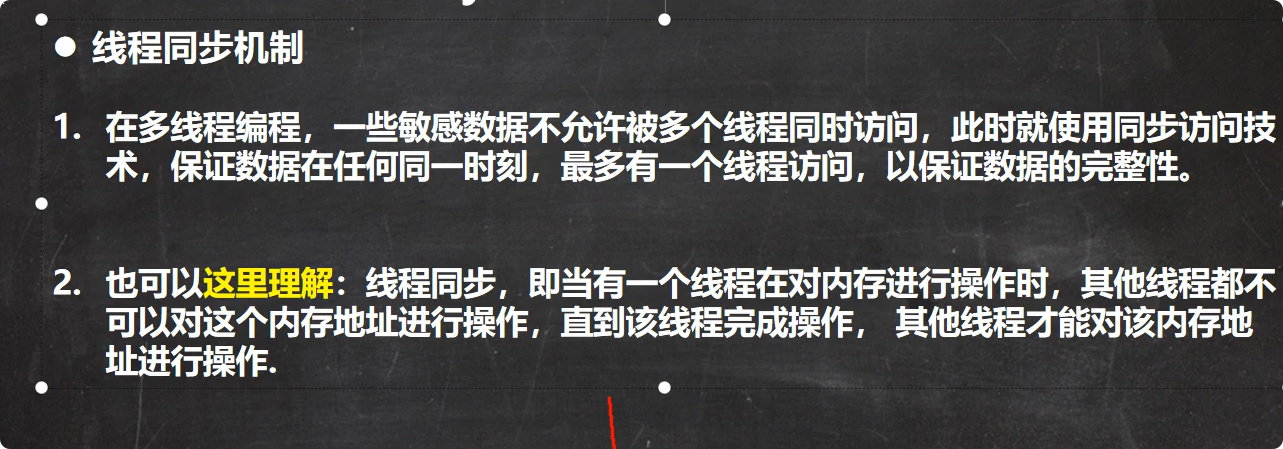 ● 线程同步机制
1. 在多线程编程，一些敏感数据不允许被多个线程同时访问，此时就使用同步访问技
术，保证数据在任何同一时刻，最多有一个线程访问，以保证数据的完整性。
2. 也可以这里理解：线程同步，即当有一个线程在对内存进行操作时，其他线程都不
可以对这个内存地址进行操作，直到该线程完成操作， 其他线程才能对该内存地
址进行操作.